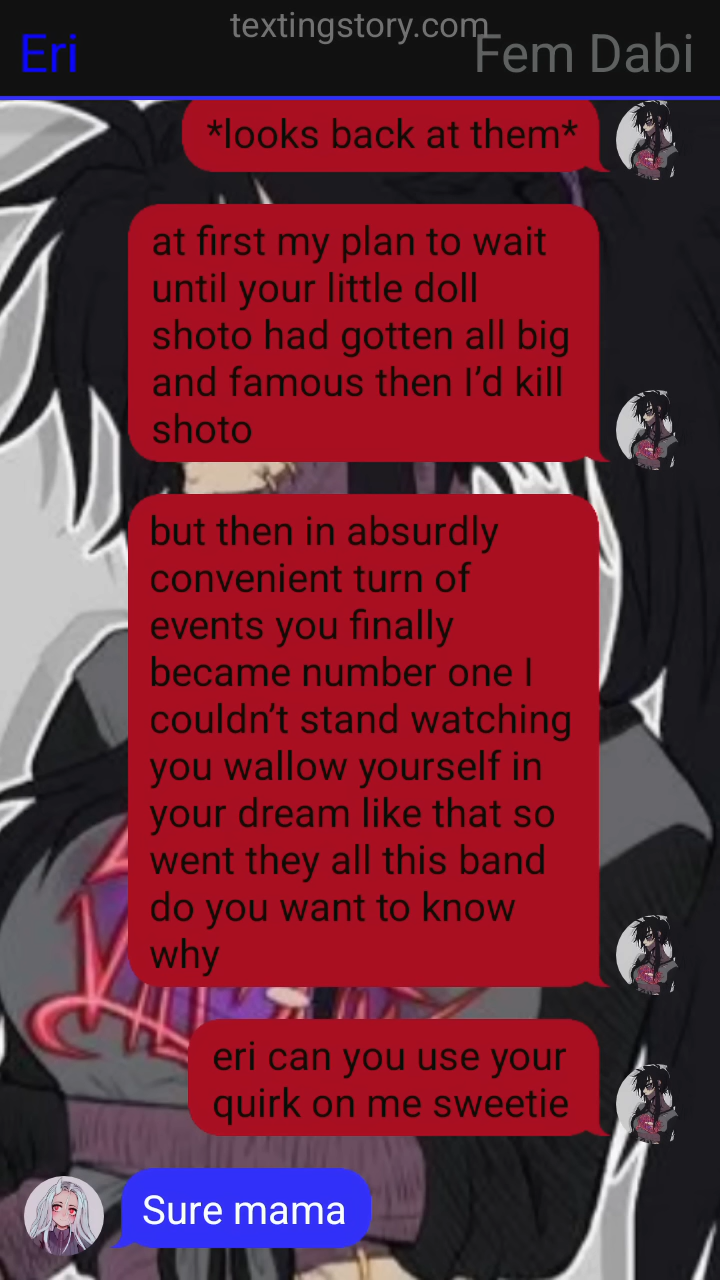 textingstory.com
Eri
Fem Dabi
*looks back at them*
at first my plan to wait
until your little doll
shoto had gotten all big
and famous then I’d kill
shoto
but then in absurdly
convenient turn of
events you finally
became number one I
couldn’t stand watching
you wallow yourself in
your dream like that so
went they all this band
do you want to know
why
eri can you use your
quirk on me sweetie
Sure mama